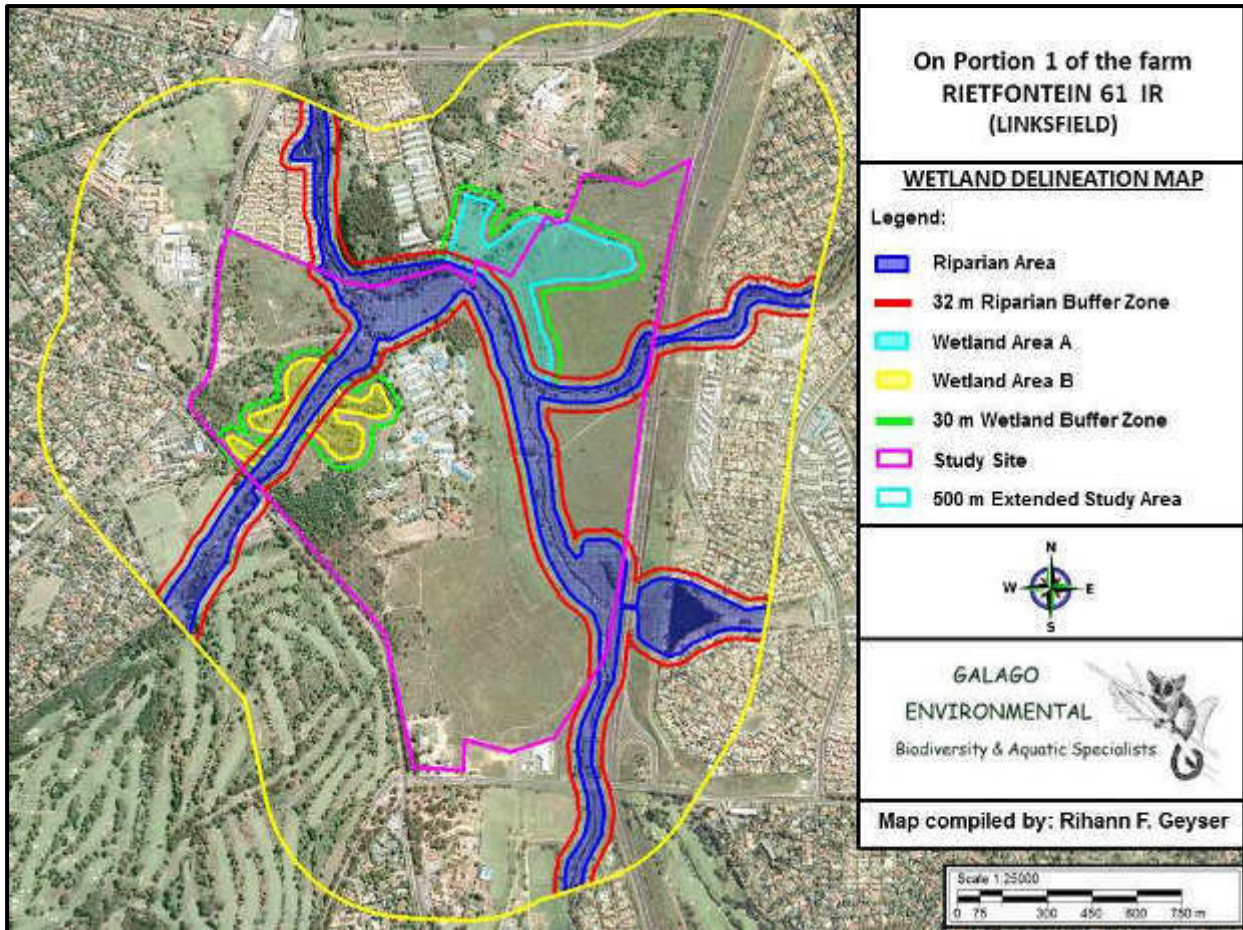 On Portion 1 of the farm
RIETFONTEIN 61 IR
(LINKSFIELD)
WETLAND DELINEATION MAP
Legend:
Riparian Area
32 m Riparian Buffer Zone
Wetland Area A
Wetland Area B
30 m Wetland Buffer Zone
Study Site
500 m Extended Study Area
N
W E
S
GALAGO
ENVIRONMENTAL
Biodiversity & Aquatic Specialists
Map compiled by: Rihann F. Geyser
Scale 1:25000
0 75 300 450 600 750 m